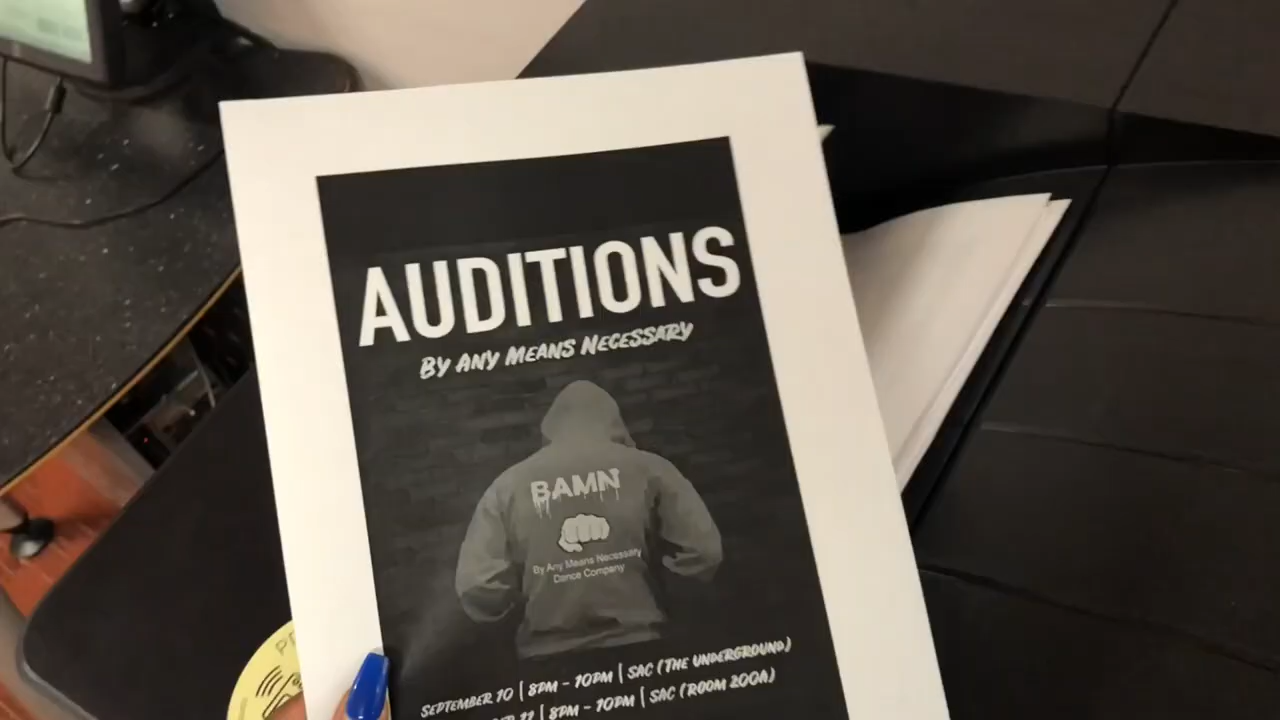 AUDITIONS
BY ANY MEANS NECESSARY
BAMN
By Any Means Necessary
Dance Company
SEPTEMBER 10 | 8PM - 10PM | SAC (THE UNDERGROUND)
11 | 8PM - 10PM | SAC (ROOM 200A)